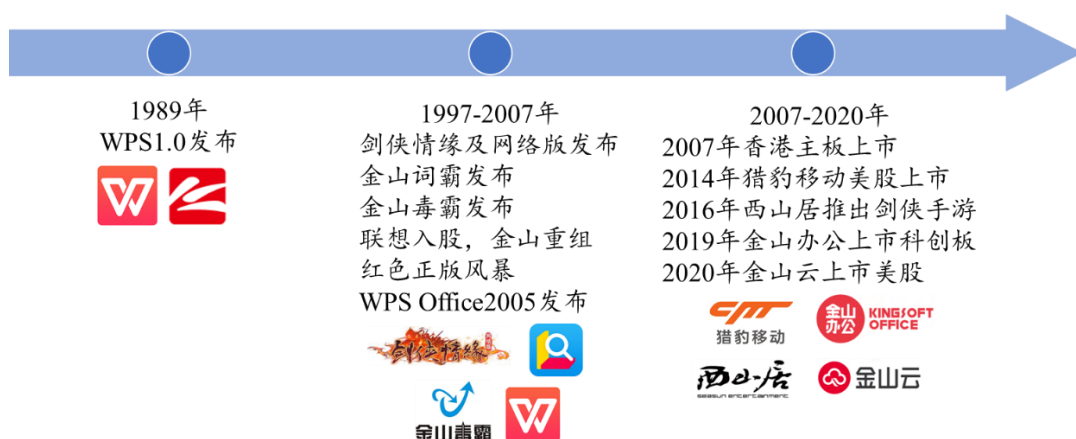 1989年
WPS1.0发布
1997-2007年
剑侠情缘及网络版发布
金山词霸发布
金山毒霸发布
联想入股，金山重组
红色正版风暴
WPS Office2005发布
剑侠情缘
金山毒霸
2007-2020年
2007年香港主板上市
2014年猎豹移动美股上市
2016年西山居推出剑侠手游
2019年金山办公上市科创板
2020年金山云上市美股
猎豹移动
金山办公
KINGSOFT
OFFICE
西山居
seasun entertainment
金山云